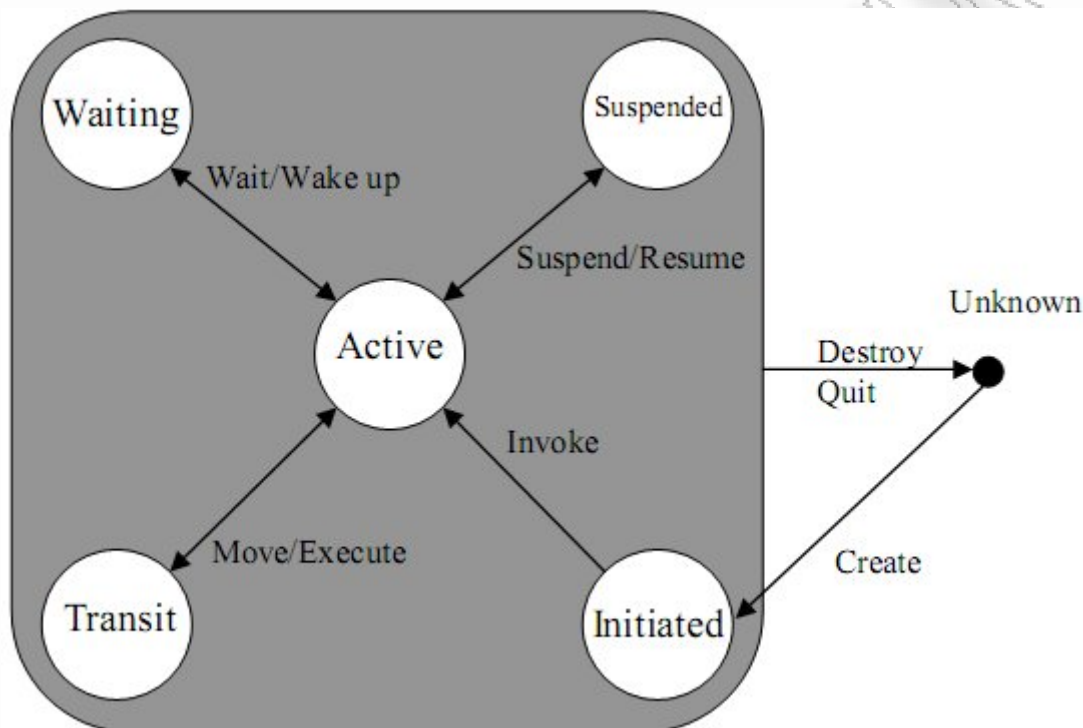 Waiting
Suspended
Wait/Wake up
Suspend/Resume
Unknown
Active
Destroy
Quit
Invoke
Move/Execute
Create
Transit
Initiated